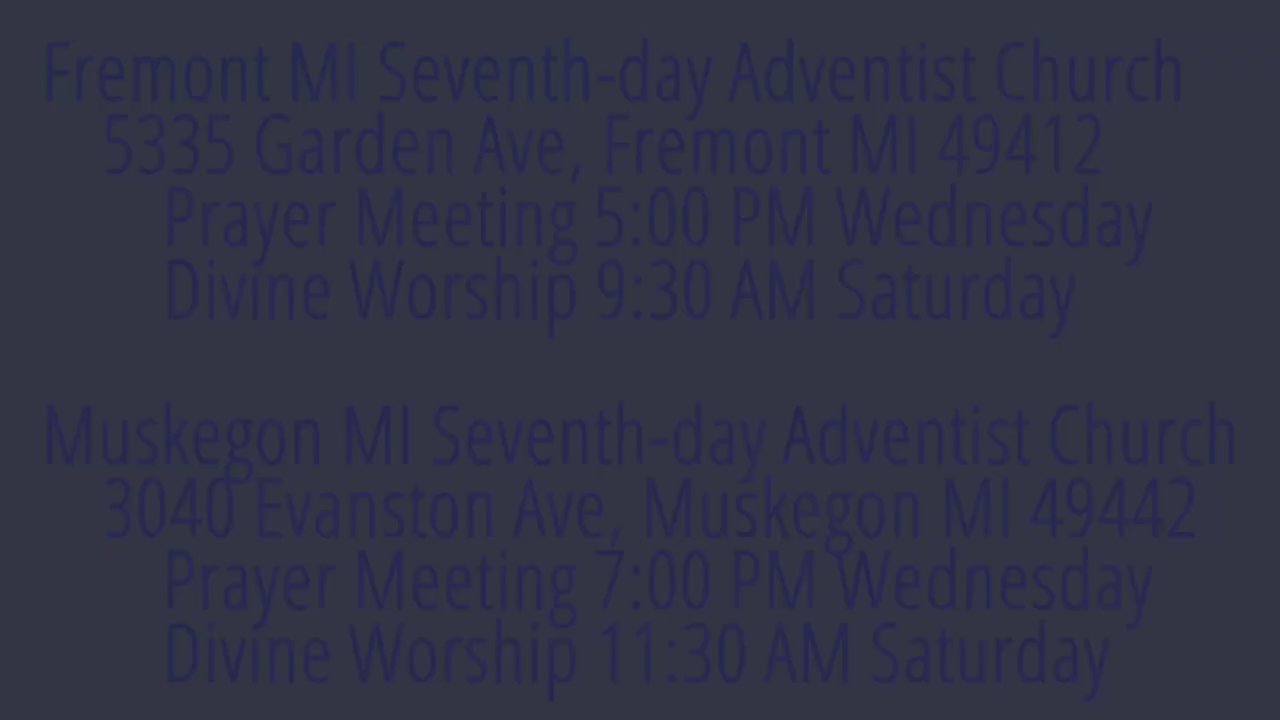 Fremont MI Seventh-day Adventist Church
5335 Garden Ave, Fremont MI 49412
Prayer Meeting 5:00 PM Wednesday
Divine Worship 9:30 AM Saturday
Muskegon MI Seventh-day Adventist Church
3040 Evanston Ave, Muskegon MI 49442
Prayer Meeting 7:00 PM Wednesday
Divine Worship 11:30 AM Saturday